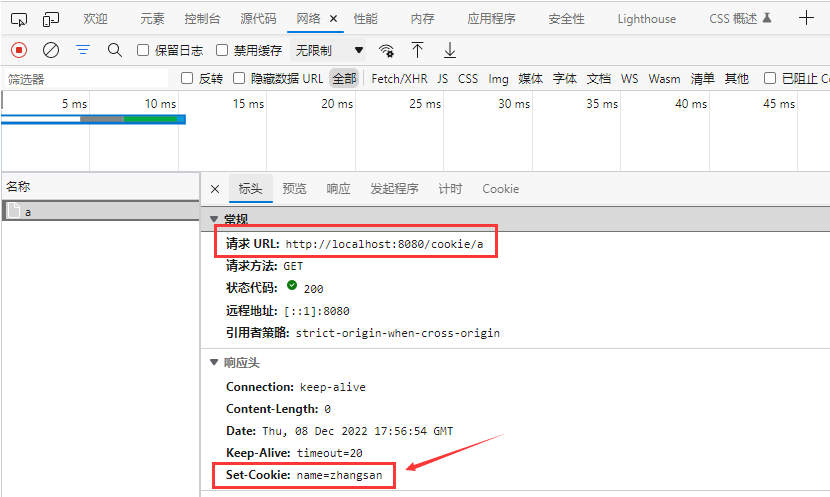 欢迎 元素 控制台 源代码 网络 × 性能 内存 应用程序 安全性 Lighthouse CSS 概述
保留日志 禁用缓存 无限制
筛选器 反转 隐藏数据 URL 全部 Fetch/XHR JS CSS Img 媒体 字体 文档 WS Wasm 清单 其他 已阻止 Co
5 ms 10 ms 15 ms 20 ms 25 ms 30 ms 35 ms 40 ms 45 ms
名称 × 标头 预览 响应 发起程序 计时 Cookie
a
常规
请求 URL: http://localhost:8080/cookie/a
请求方法: GET
状态代码: 200
远程地址: [::1]:8080
引用者策略: strict-origin-when-cross-origin
响应头
Connection: keep-alive
Content-Length: 0
Date: Thu, 08 Dec 2022 17:56:54 GMT
Keep-Alive: timeout=20
Set-Cookie: name=zhangsan